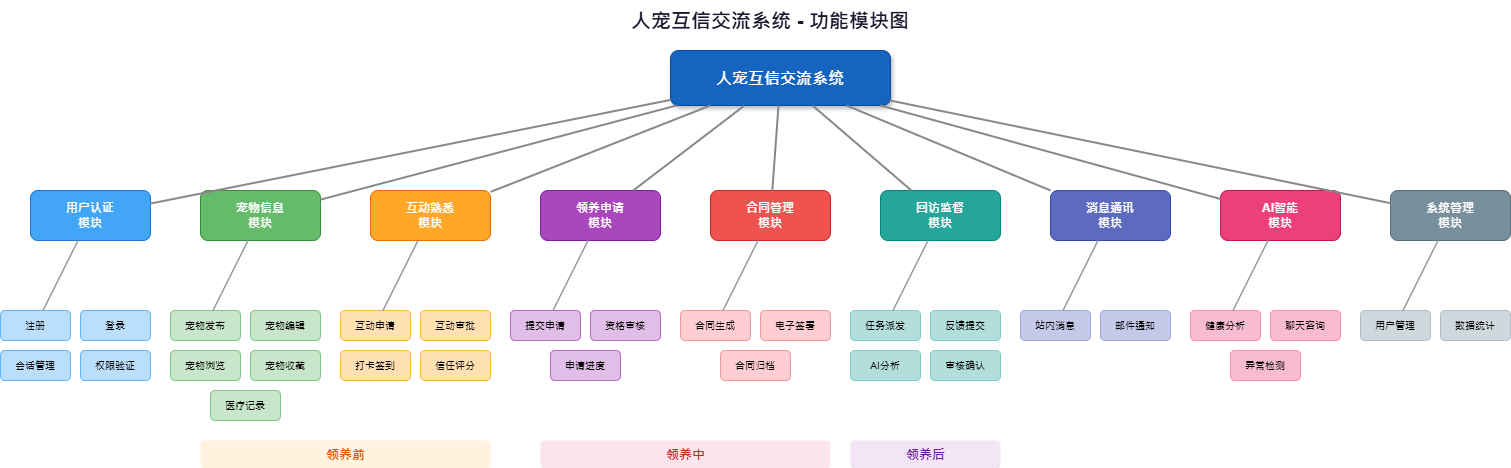 人宠互信交流系统 - 功能模块图
人宠互信交流系统
用户认证
模块
宠物信息
模块
互动熟悉
模块
领养申请
模块
合同管理
模块
回访监督
模块
消息通讯
模块
AI智能
模块
系统管理
模块
注册
登录
会话管理
权限验证
宠物发布
宠物编辑
宠物浏览
宠物收藏
医疗记录
互动申请
互动审批
打卡签到
信任评分
提交申请
资格审核
申请进度
合同生成
电子签署
合同归档
任务派发
反馈提交
AI分析
审核确认
站内消息
邮件通知
健康分析
聊天咨询
异常检测
用户管理
数据统计
领养前
领养中
领养后